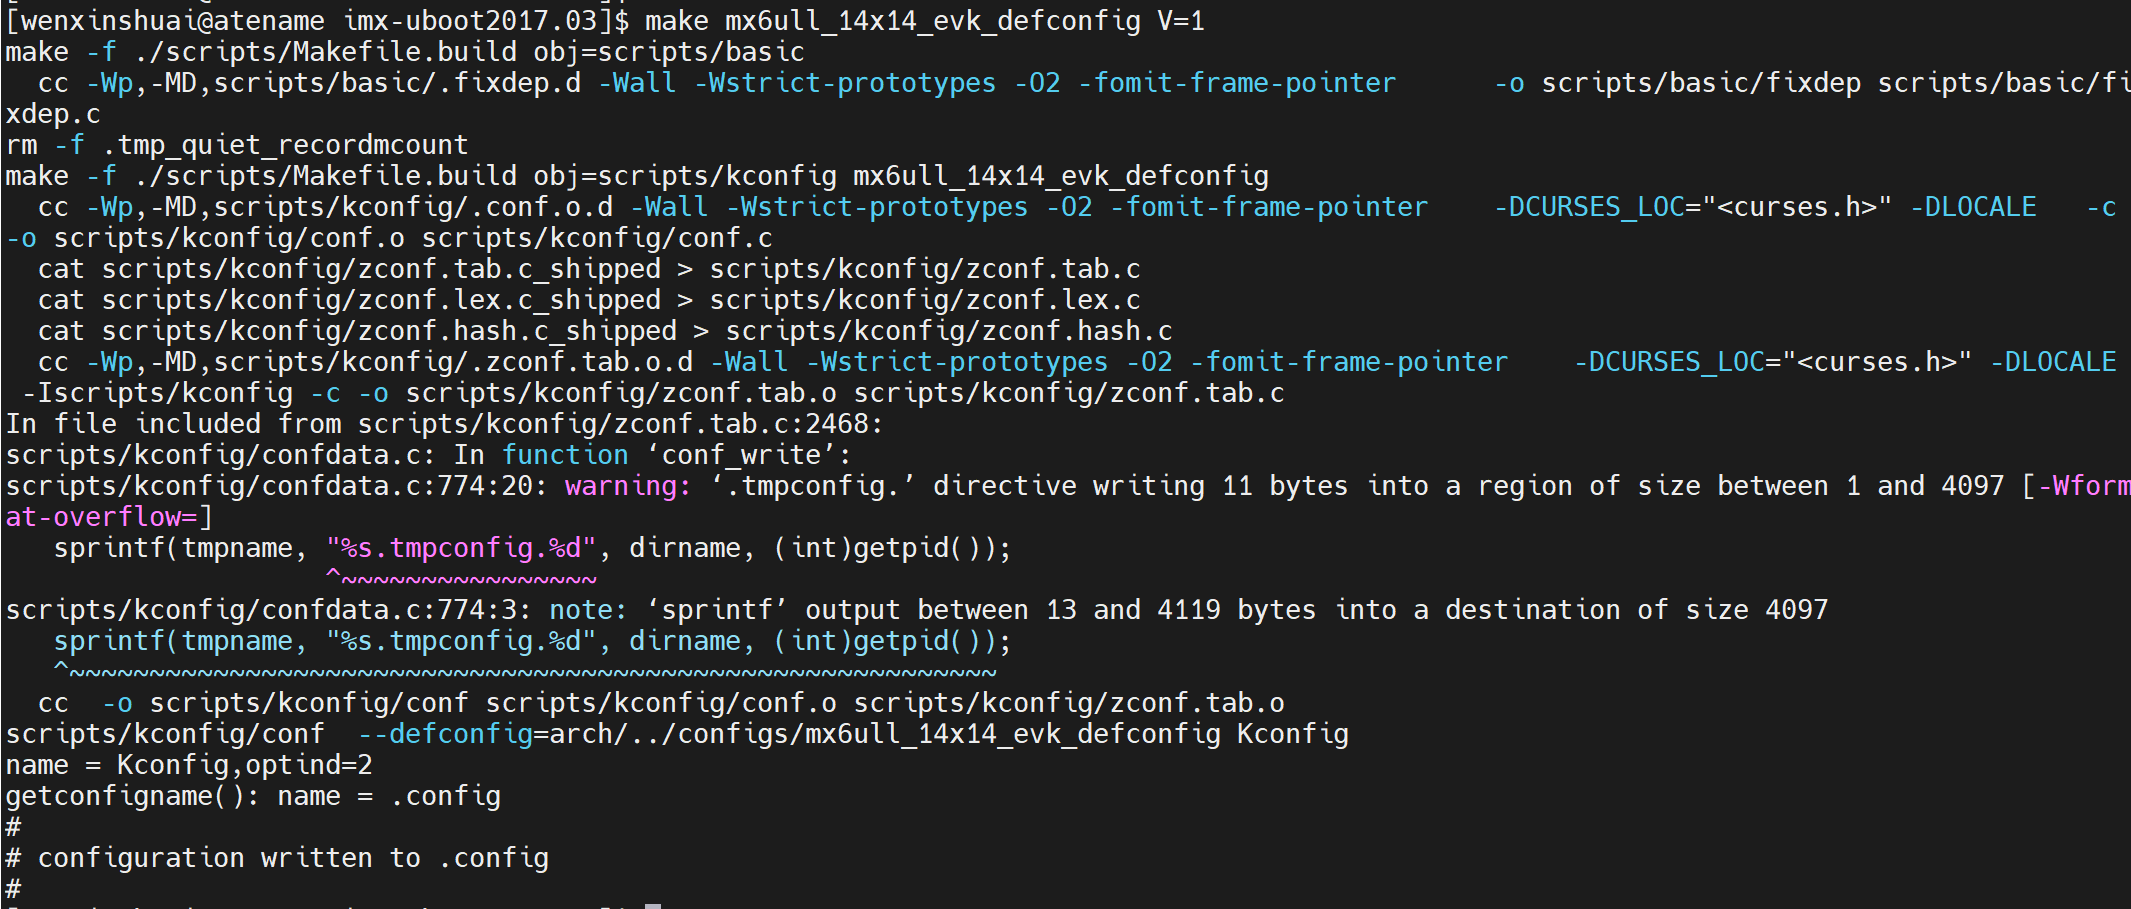 [wenxinshuai@atename imx-uboot2017.03]$ make mx6ull_14x14_evk_defconfig V=1
make -f ./scripts/Makefile.build obj=scripts/basic
  cc -Wp,-MD,scripts/basic/.fixdep.d -Wall -Wstrict-prototypes -O2 -fomit-frame-pointer      -o scripts/basic/fixdep scripts/basic/fi
xdep.c
rm -f .tmp_quiet_recordmcount
make -f ./scripts/Makefile.build obj=scripts/kconfig mx6ull_14x14_evk_defconfig
  cc -Wp,-MD,scripts/kconfig/.conf.o.d -Wall -Wstrict-prototypes -O2 -fomit-frame-pointer    -DCURSES_LOC="<curses.h>" -DLOCALE   -c
-o scripts/kconfig/conf.o scripts/kconfig/conf.c
  cat scripts/kconfig/zconf.tab.c_shipped > scripts/kconfig/zconf.tab.c
  cat scripts/kconfig/zconf.lex.c_shipped > scripts/kconfig/zconf.lex.c
  cat scripts/kconfig/zconf.hash.c_shipped > scripts/kconfig/zconf.hash.c
  cc -Wp,-MD,scripts/kconfig/.zconf.tab.o.d -Wall -Wstrict-prototypes -O2 -fomit-frame-pointer    -DCURSES_LOC="<curses.h>" -DLOCALE
 -Iscripts/kconfig -c -o scripts/kconfig/zconf.tab.o scripts/kconfig/zconf.tab.c
In file included from scripts/kconfig/zconf.tab.c:2468:
scripts/kconfig/confdata.c: In function ‘conf_write’:
scripts/kconfig/confdata.c:774:20: warning: ‘.tmpconfig.’ directive writing 11 bytes into a region of size between 1 and 4097 [-Wform
at-overflow=]
   sprintf(tmpname, "%s.tmpconfig.%d", dirname, (int)getpid());
                    ^~~~~~~~~~~~~~~~~
scripts/kconfig/confdata.c:774:3: note: ‘sprintf’ output between 13 and 4119 bytes into a destination of size 4097
   sprintf(tmpname, "%s.tmpconfig.%d", dirname, (int)getpid());
   ^~~~~~~~~~~~~~~~~~~~~~~~~~~~~~~~~~~~~~~~~~~~~~~~~~~~~~~~~~~
  cc  -o scripts/kconfig/conf scripts/kconfig/conf.o scripts/kconfig/zconf.tab.o
scripts/kconfig/conf  --defconfig=arch/../configs/mx6ull_14x14_evk_defconfig Kconfig
name = Kconfig,optind=2
getconfigname(): name = .config
#
# configuration written to .config
#